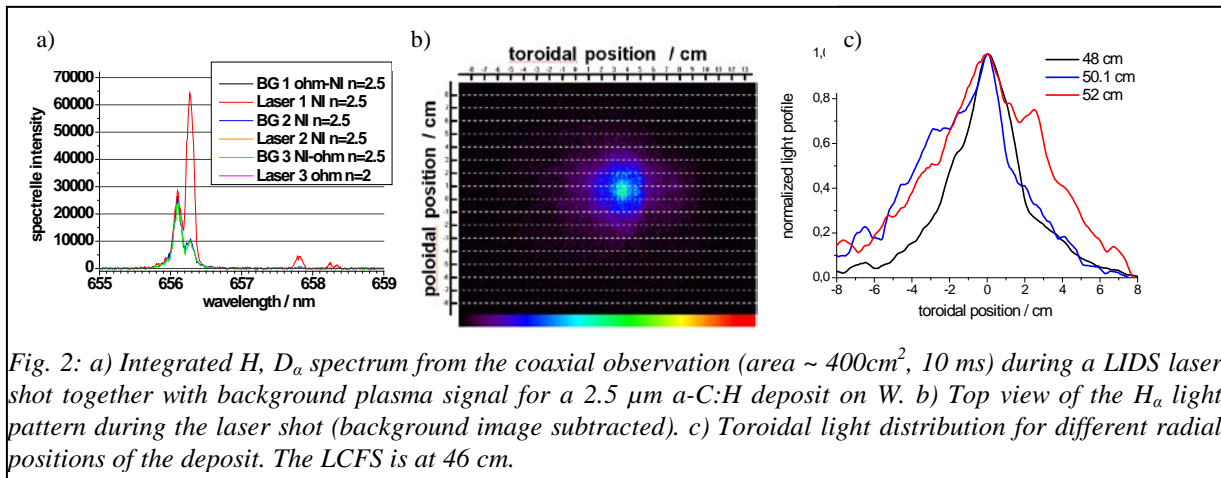 a)
70000
60000
50000
40000
30000
20000
10000
0
655
656
657
658
659
spectrelle intensity
wavelength / nm
BG 1 ohm-NI n=2.5
Laser 1 NI n=2.5
BG 2 NI n=2.5
Laser 2 NI n=2.5
BG 3 NI-ohm n=2.5
Laser 3 ohm n=2
b)
toroidal position / cm
poloidal position / cm
c)
1,0
0,8
0,6
0,4
0,2
0,0
-8 -6 -4 -2 0 2 4 6 8
normalized light profile
toroidal position / cm
48 cm
50.1 cm
52 cm
Fig. 2: a) Integrated H, Dα spectrum from the coaxial observation (area ~ 400cm², 10 ms) during a LIDS laser
shot together with background plasma signal for a 2.5 µm a-C:H deposit on W. b) Top view of the Hα light
pattern during the laser shot (background image subtracted). c) Toroidal light distribution for different radial
positions of the deposit. The LCFS is at 46 cm.